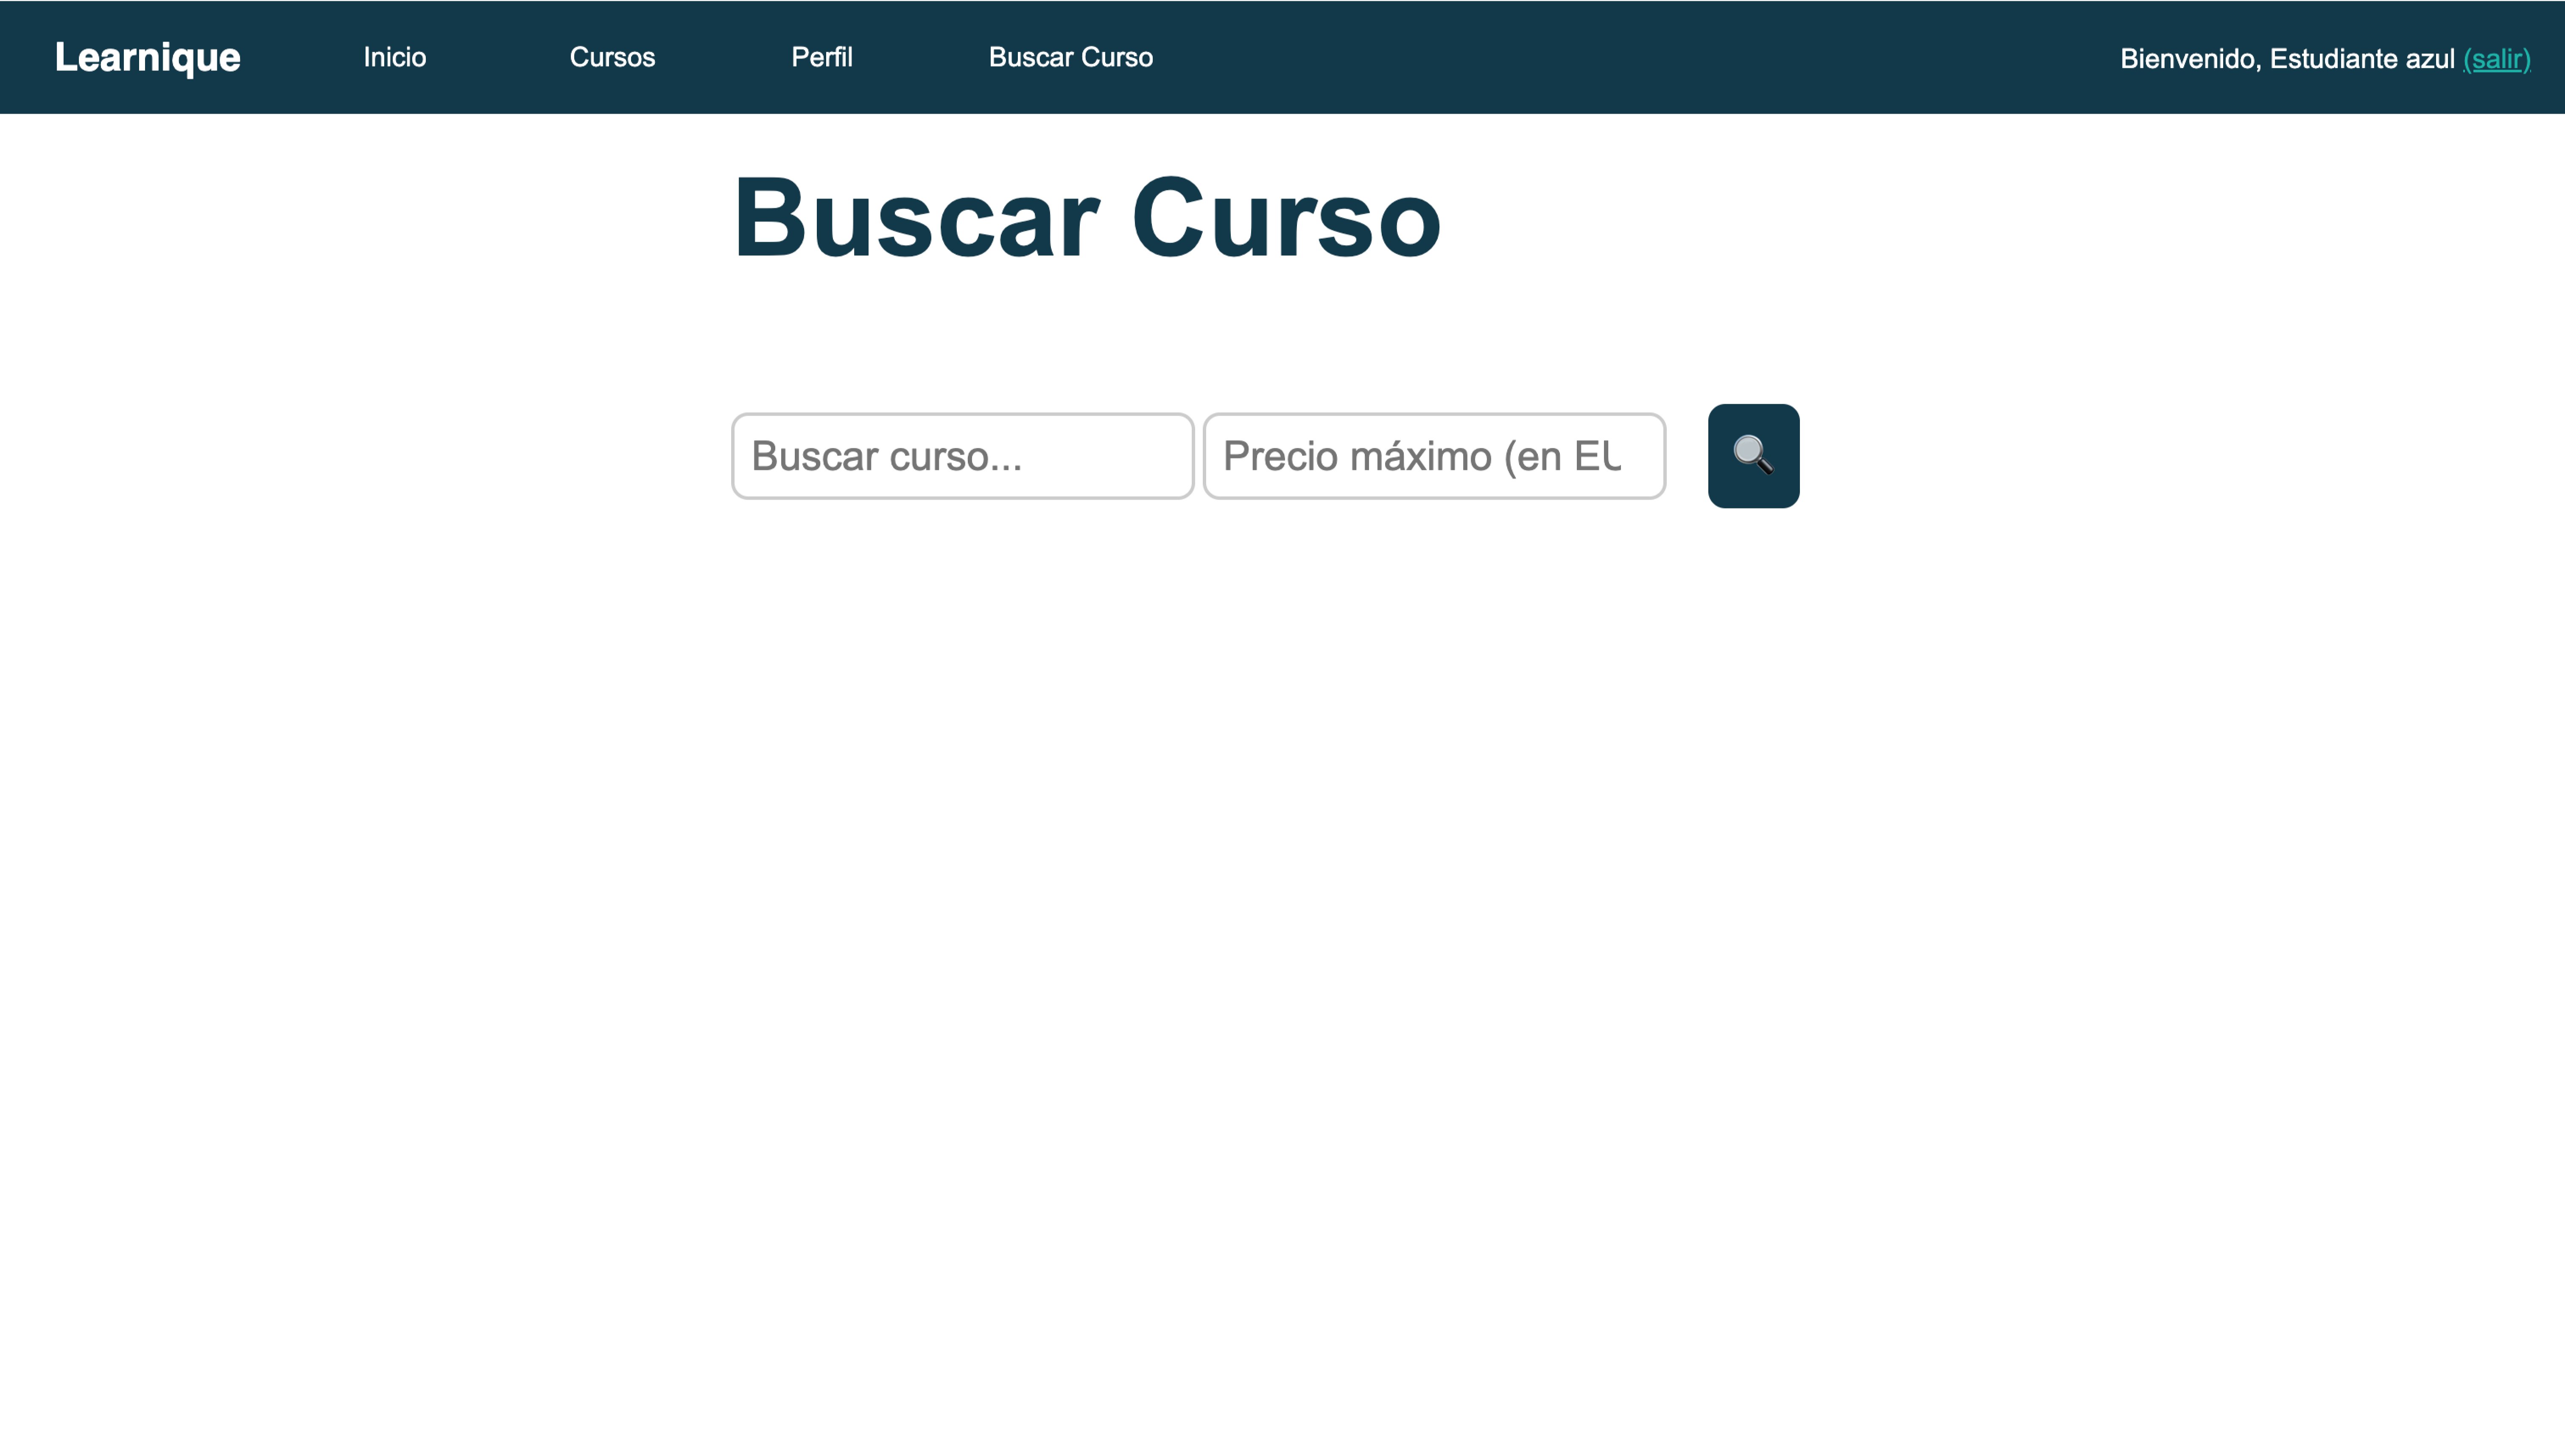 Learnique Inicio Cursos Perfil Buscar Curso Bienvenido, Estudiante azul (salir)
Buscar Curso
Buscar curso... Precio máximo (en EU